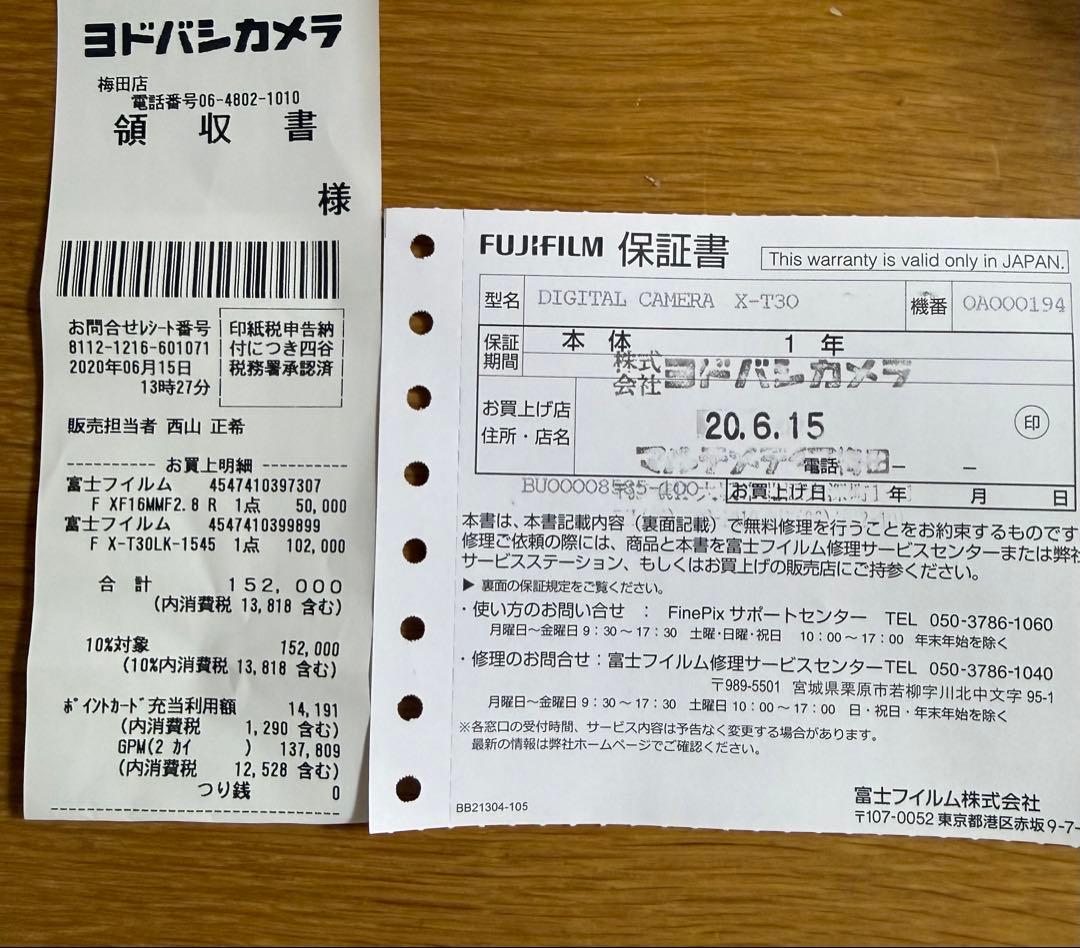 ヨドバシカメラ
梅田店
電話番号06-4802-1010
領 収 書
様
お問合せﾚｼｰﾄ番号
8112-1216-601071
2020年06月15日
13時27分
印紙税申告納
付につき四谷
税務署承認済
販売担当者 西山 正希
お買上明細
富士フイルム 4547410397307
F XF16MMF2.8 R 1点 50,000
富士フイルム 4547410399899
F X-T30LK-1545 1点 102,000
合 計 152,000
(内消費税 13,818 含む)
10%対象 152,000
(10%内消費税 13,818 含む)
ﾎﾟｲﾝﾄｶｰﾄﾞ充当利用額 14,191
(内消費税 1,290 含む)
GPM(2 ｶｲ ) 137,809
(内消費税 12,528 含む)
つり銭 0
FUJIFILM 保証書
This warranty is valid only in JAPAN.
型名 DIGITAL CAMERA X-T30 機番 0A000194
保証期間 本 体 1 年
株式会社 ヨドバシカメラ
お買上げ店
住所・店名
20.6.15
印
電話 － －
お買上げ日 年 月 日
本書は、本書記載内容（裏面記載）で無料修理を行うことをお約束するものです
修理ご依頼の際には、商品と本書を富士フイルム修理サービスセンターまたは弊社
サービスステーション、もしくはお買上げの販売店にご持参ください。
▶ 裏面の保証規定をご覧ください。
・使い方のお問い合せ ： FinePix サポートセンター TEL 050-3786-1060
月曜日～金曜日 9：30～17：30 土曜・日曜・祝日 10：00～17：00 年末年始を除く
・修理のお問合せ：富士フイルム修理サービスセンターTEL 050-3786-1040
〒989-5501 宮城県栗原市若柳字川北中文字 95-1
月曜日～金曜日 9：30～17：30 土曜日 10：00～17：00 日・祝日・年末年始を除く
※各窓口の受付時間、サービス内容は予告なく変更する場合があります。
最新の情報は弊社ホームページでご確認ください。
BB21304-105
富士フイルム株式会社
〒107-0052 東京都港区赤坂9-7-